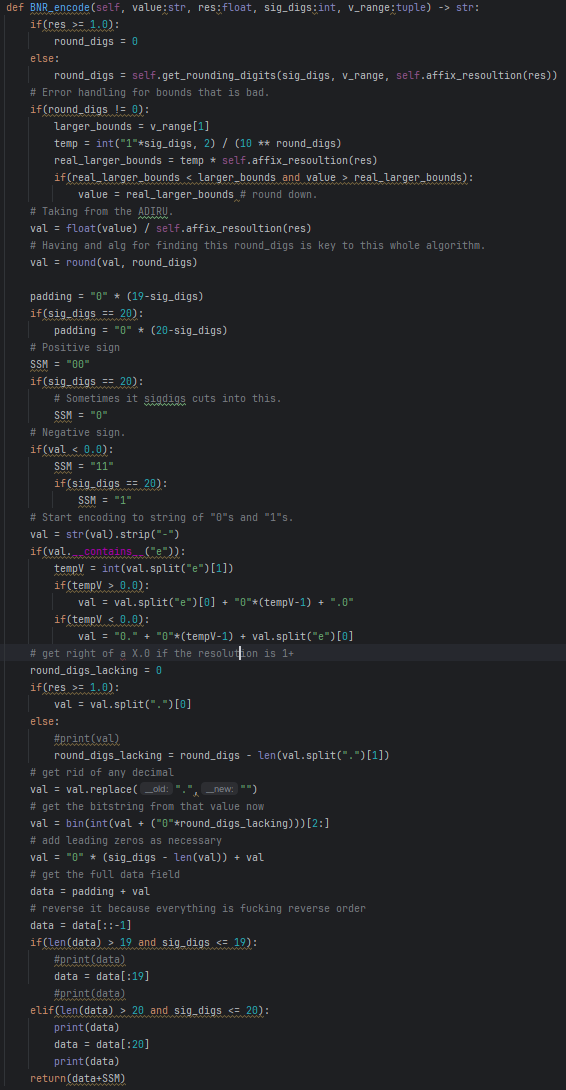 def BNR_encode(self, value:str, res:float, sig_digs:int, v_range:tuple) -> str:
    if(res >= 1.0):
        round_digs = 0
    else:
        round_digs = self.get_rounding_digits(sig_digs, v_range, self.affix_resoultion(res))
    # Error handling for bounds that is bad.
    if(round_digs != 0):
        larger_bounds = v_range[1]
        temp = int("1"*sig_digs, 2) / (10 ** round_digs)
        real_larger_bounds = temp * self.affix_resoultion(res)
        if(real_larger_bounds < larger_bounds and value > real_larger_bounds):
            value = real_larger_bounds # round down.
    # Taking from the ADIRU.
    val = float(value) / self.affix_resoultion(res)
    # Having and alg for finding this round_digs is key to this whole algorithm.
    val = round(val, round_digs)

    padding = "0" * (19-sig_digs)
    if(sig_digs == 20):
        padding = "0" * (20-sig_digs)
    # Positive sign
    SSM = "00"
    if(sig_digs == 20):
        # Sometimes it sigdigs cuts into this.
        SSM = "0"
    # Negative sign.
    if(val < 0.0):
        SSM = "11"
        if(sig_digs == 20):
            SSM = "1"
    # Start encoding to string of "0"s and "1"s.
    val = str(val).strip("-")
    if(val.__contains__("e")):
        tempV = int(val.split("e")[1])
        if(tempV > 0.0):
            val = val.split("e")[0] + "0"*(tempV-1) + ".0"
        if(tempV < 0.0):
            val = "0." + "0"*(tempV-1) + val.split("e")[0]
    # get right of a X.0 if the resolution is 1+
    round_digs_lacking = 0
    if(res >= 1.0):
        val = val.split(".")[0]
    else:
        #print(val)
        round_digs_lacking = round_digs - len(val.split(".")[1])
    # get rid of any decimal
    val = val.replace( __old: ".", __new: "")
    # get the bitstring from that value now
    val = bin(int(val + ("0"*round_digs_lacking)))[2:]
    # add leading zeros as necessary
    val = "0" * (sig_digs - len(val)) + val
    # get the full data field
    data = padding + val
    # reverse it because everything is fucking reverse order
    data = data[::-1]
    if(len(data) > 19 and sig_digs <= 19):
        #print(data)
        data = data[:19]
        #print(data)
    elif(len(data) > 20 and sig_digs <= 20):
        print(data)
        data = data[:20]
        print(data)
    return(data+SSM)